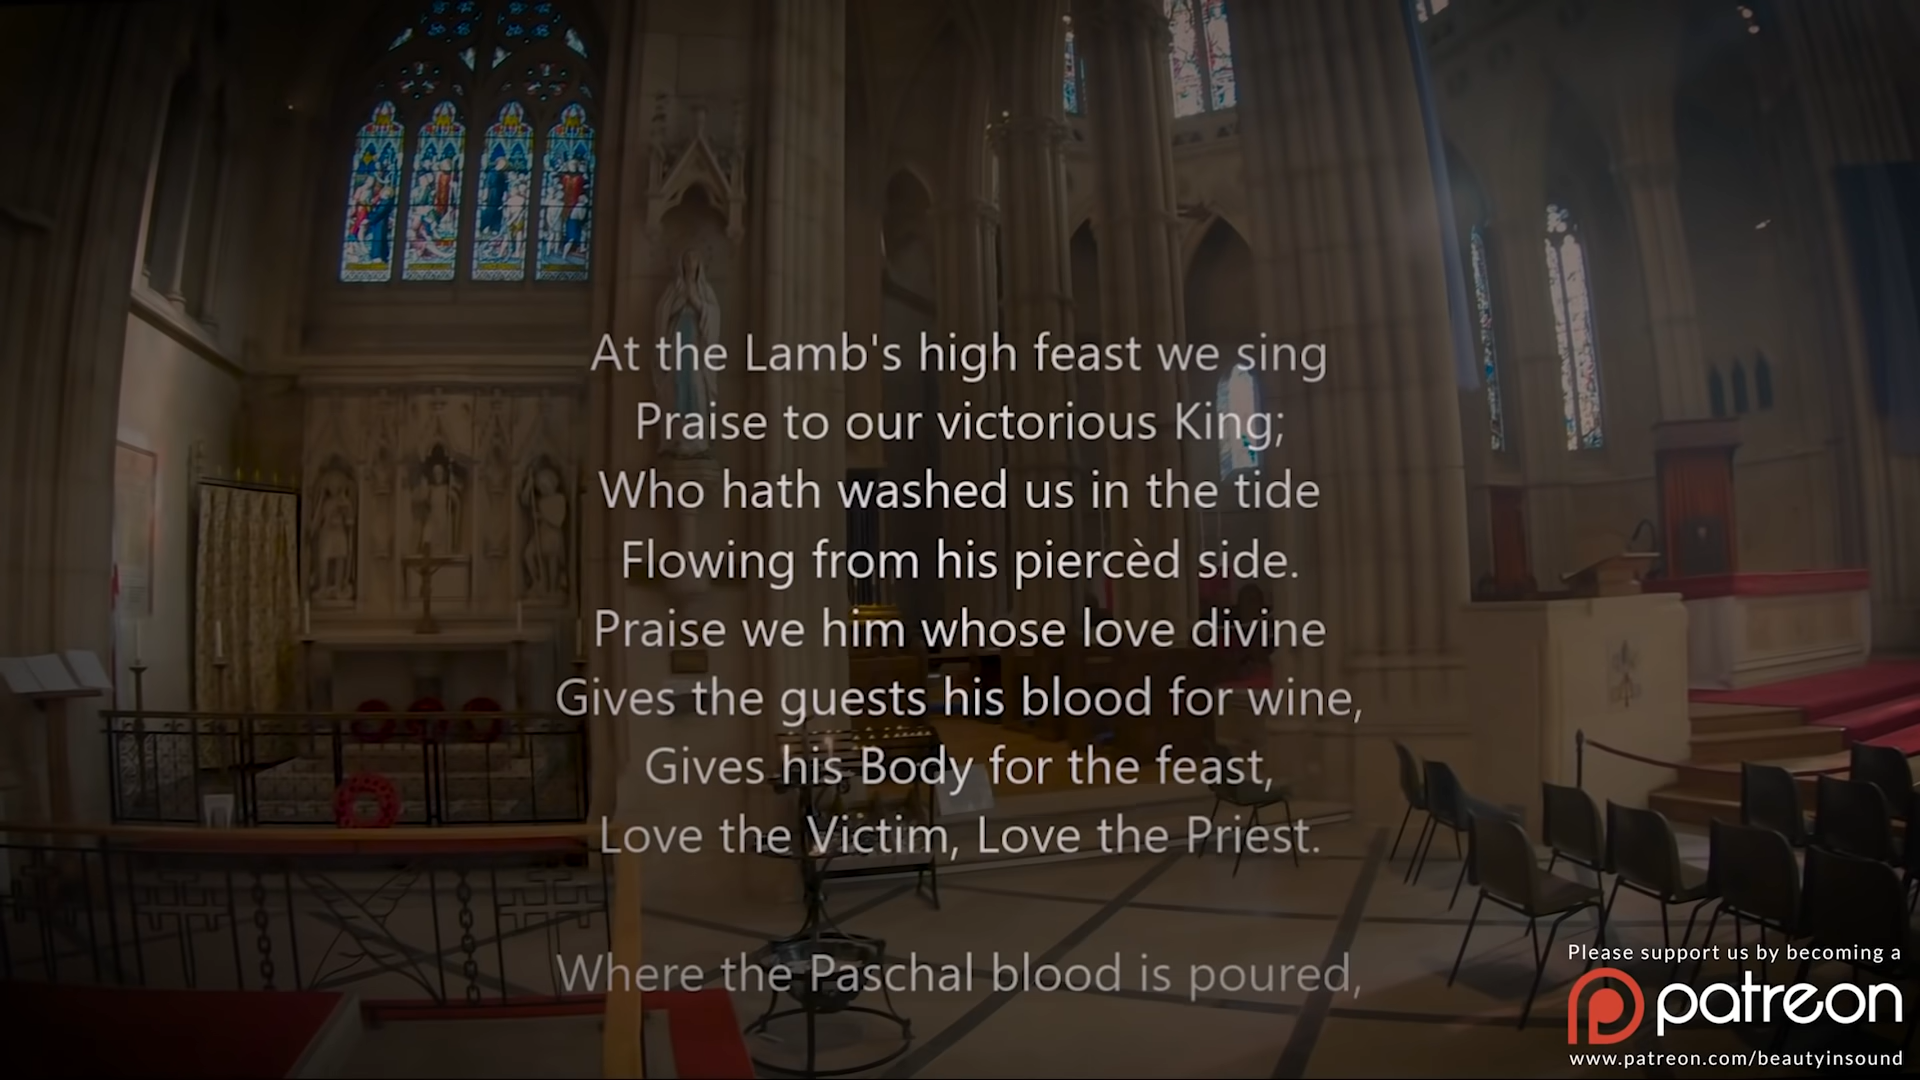 At the Lamb's high feast we sing
Praise to our victorious King;
Who hath washed us in the tide
Flowing from his piercèd side.
Praise we him whose love divine
Gives the guests his blood for wine,
Gives his Body for the feast,
Love the Victim, Love the Priest.
Where the Paschal blood is poured,
Please support us by becoming a
patreon
www.patreon.com/beautyinsound